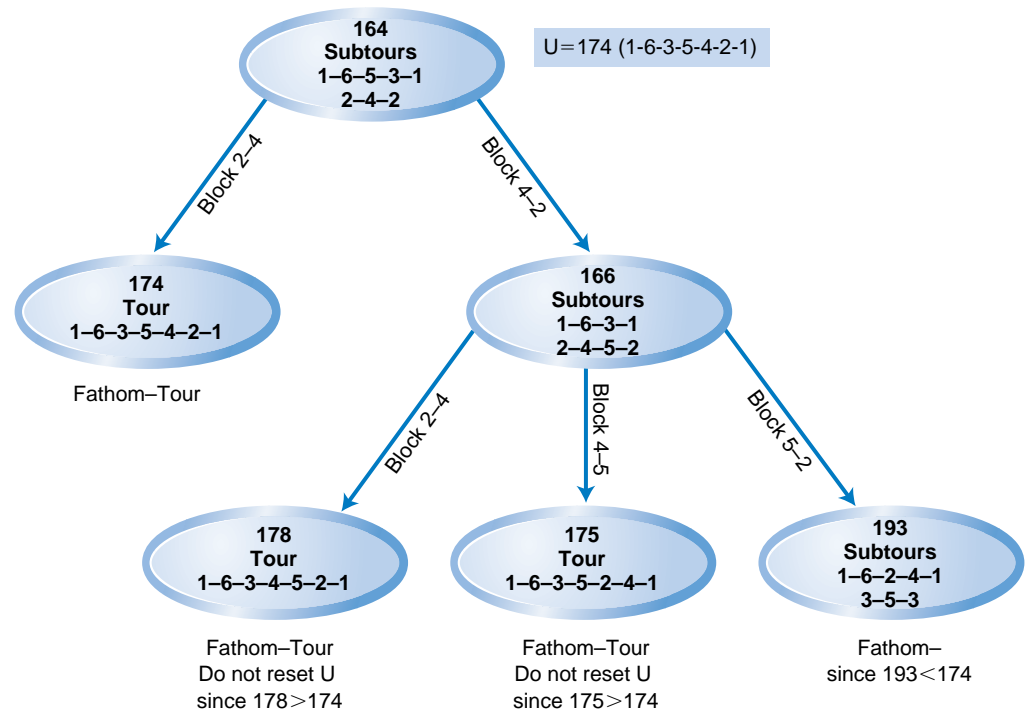 164
Subtours
1–6–5–3–1
2–4–2
U=174 (1-6-3-5-4-2-1)
Block 2–4
Block 4–2
174
Tour
1–6–3–5–4–2–1
Fathom–Tour
166
Subtours
1–6–3–1
2–4–5–2
Block 2–4
Block 4–5
Block 5–2
178
Tour
1–6–3–4–5–2–1
Fathom–Tour
Do not reset U
since 178>174
175
Tour
1–6–3–5–2–4–1
Fathom–Tour
Do not reset U
since 175>174
193
Subtours
1–6–2–4–1
3–5–3
Fathom–
since 193<174